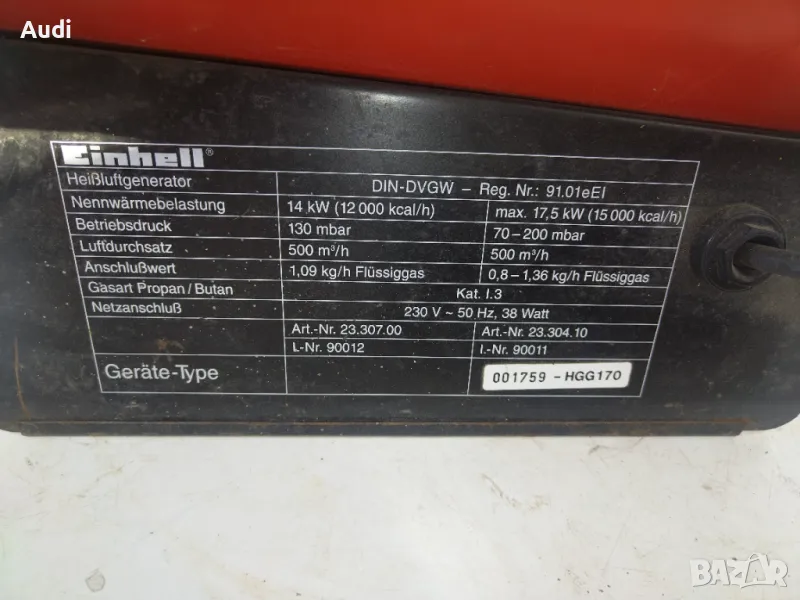 Audi
Einhell®
Heißluftgenerator DIN-DVGW – Reg. Nr.: 91.01eEI
Nennwärmebelastung 14 kW (12 000 kcal/h) max. 17,5 kW (15 000 kcal/h)
Betriebsdruck 130 mbar 70–200 mbar
Luftdurchsatz 500 m³/h 500 m³/h
Anschlußwert 1,09 kg/h Flüssiggas 0,8–1,36 kg/h Flüssiggas
Gasart Propan/Butan Kat. I.3
Netzanschluß 230 V ~ 50 Hz, 38 Watt
Art.-Nr. 23.307.00 Art.-Nr. 23.304.10
L-Nr. 90012 I.-Nr. 90011
Geräte-Type 001759 - HGG170
BAZAR